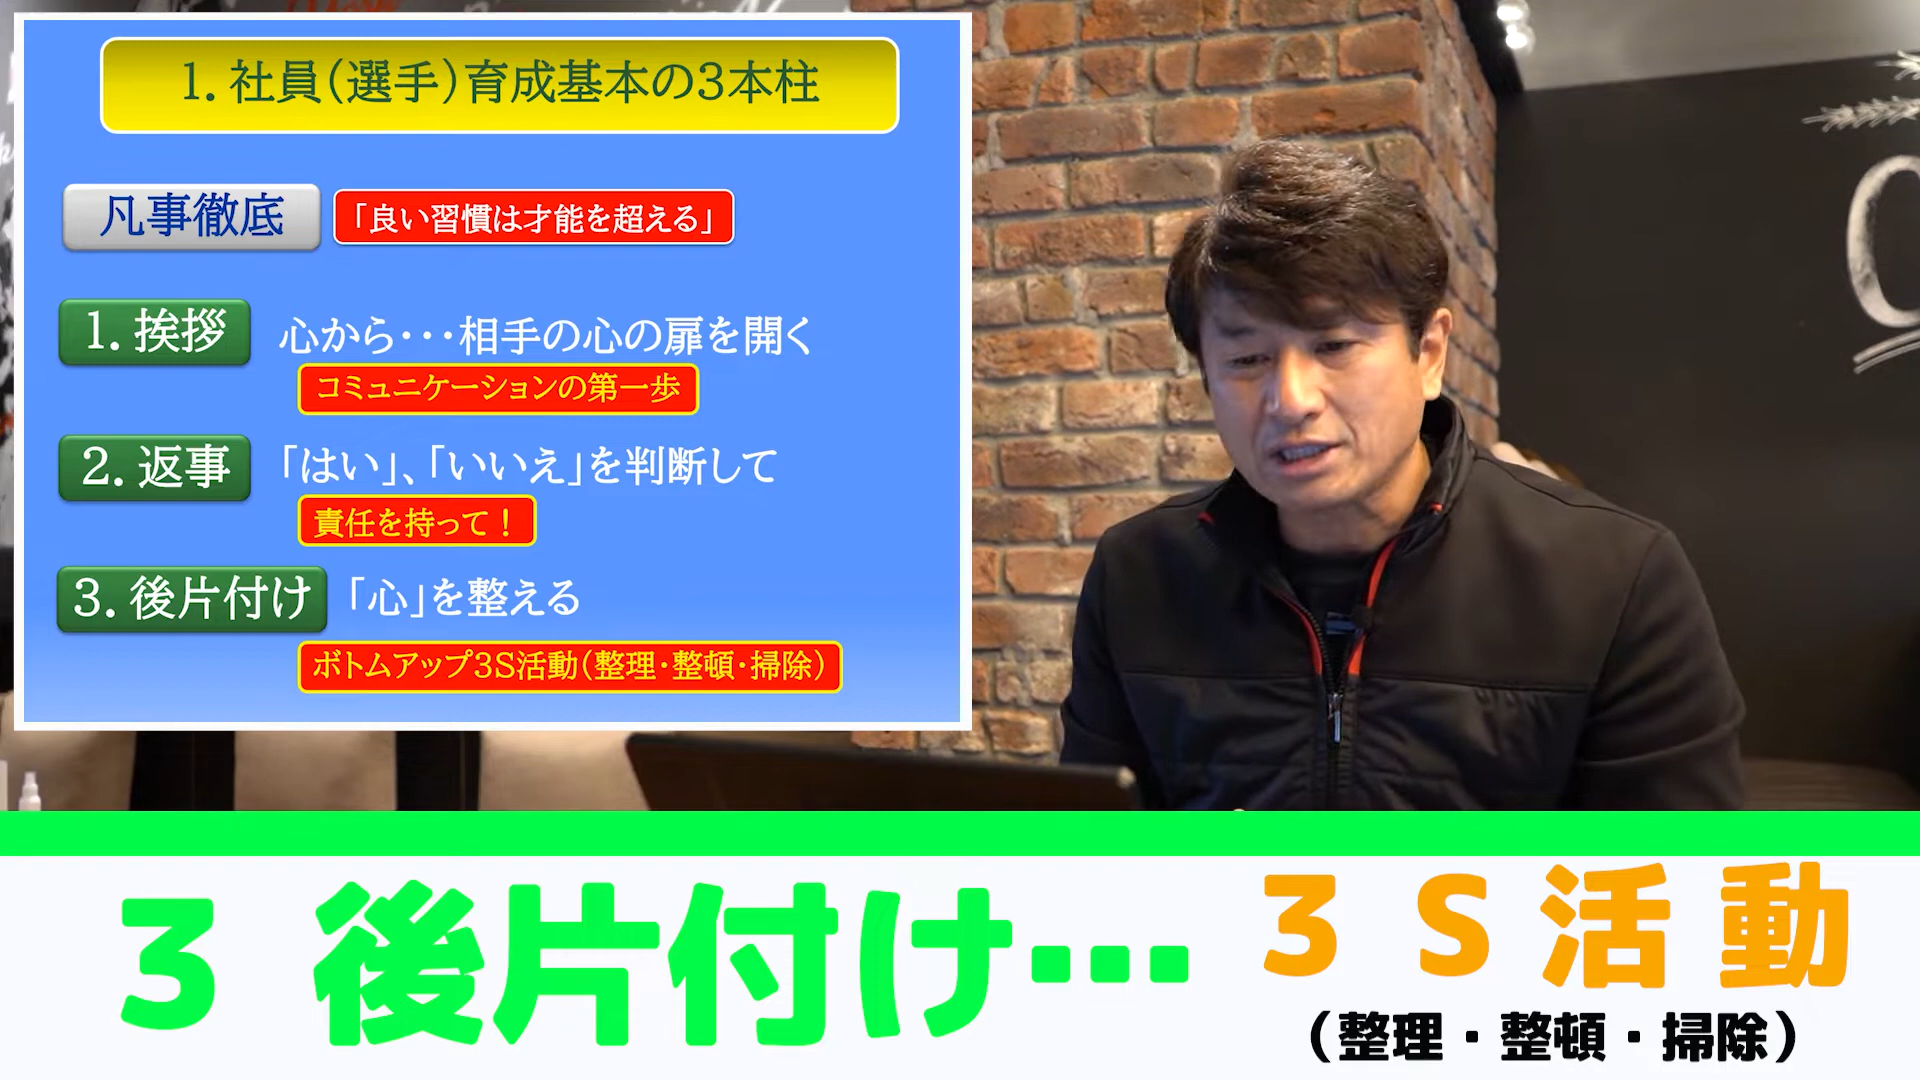 1. 社員(選手)育成基本の3本柱
凡事徹底 「良い習慣は才能を超える」
1. 挨拶 心から・・・相手の心の扉を開く
コミュニケーションの第一歩
2. 返事 「はい」、「いいえ」を判断して
責任を持って！
3. 後片付け 「心」を整える
ボトムアップ3S活動(整理・整頓・掃除)
3 後片付け… 3S活動
(整理・整頓・掃除)